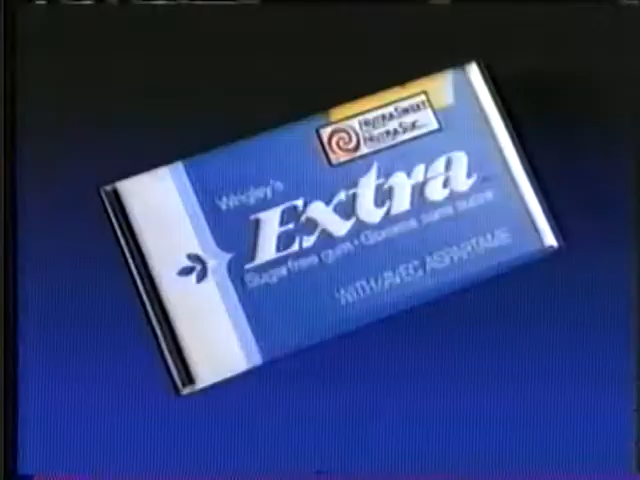 NUTRASWEET
NUTRASUC
Wrigley's
Extra
Sugarfree gum • Gomme sans sucre
WITH/AVEC ASPARTAME